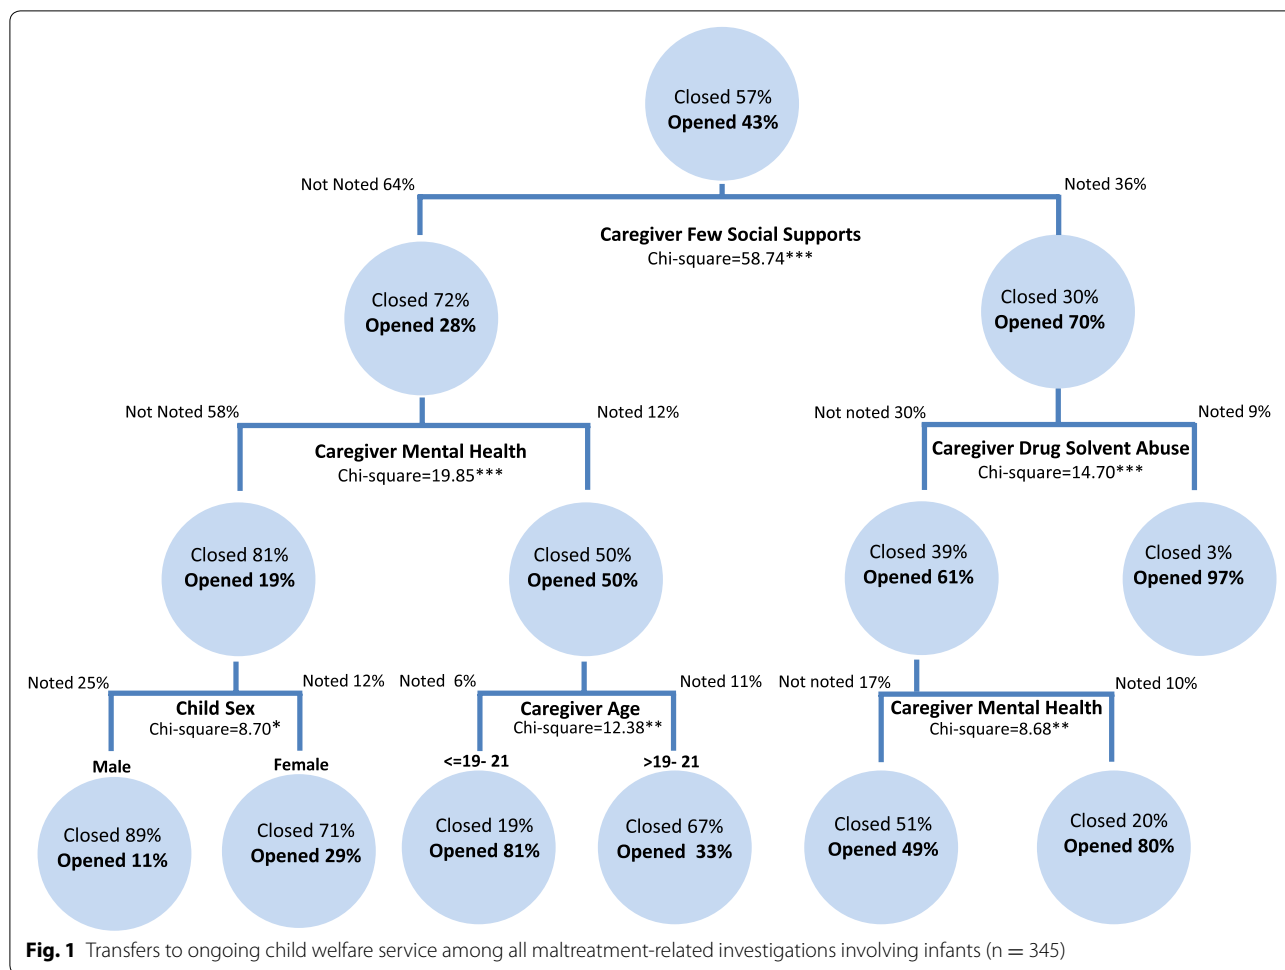 Closed 57%
Opened 43%
Not Noted 64%
Noted 36%
Caregiver Few Social Supports
Chi-square=58.74***
Closed 72%
Opened 28%
Closed 30%
Opened 70%
Not Noted 58%
Noted 12%
Not noted 30%
Noted 9%
Caregiver Mental Health
Chi-square=19.85***
Caregiver Drug Solvent Abuse
Chi-square=14.70***
Closed 81%
Opened 19%
Closed 50%
Opened 50%
Closed 39%
Opened 61%
Closed 3%
Opened 97%
Noted 25%
Noted 12%
Noted 6%
Noted 11%
Not noted 17%
Noted 10%
Child Sex
Chi-square=8.70*
Caregiver Age
Chi-square=12.38**
Caregiver Mental Health
Chi-square=8.68**
Male
Female
<=19- 21
>19- 21
Closed 89%
Opened 11%
Closed 71%
Opened 29%
Closed 19%
Opened 81%
Closed 67%
Opened 33%
Closed 51%
Opened 49%
Closed 20%
Opened 80%
Fig. 1 Transfers to ongoing child welfare service among all maltreatment-related investigations involving infants (n = 345)